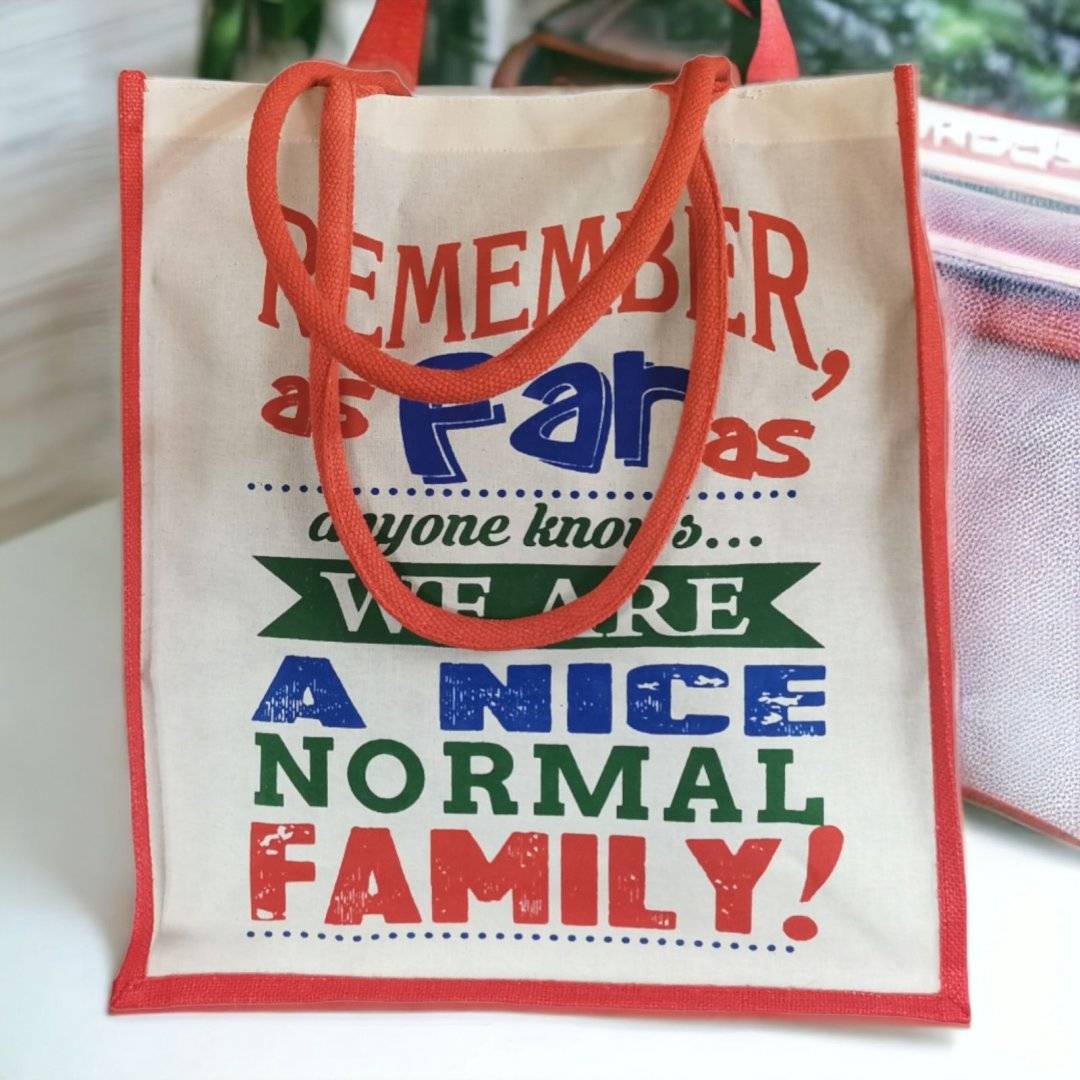 REMEMBER,
as Far as
anyone knows...
WE ARE
A NICE
NORMAL
FAMILY!